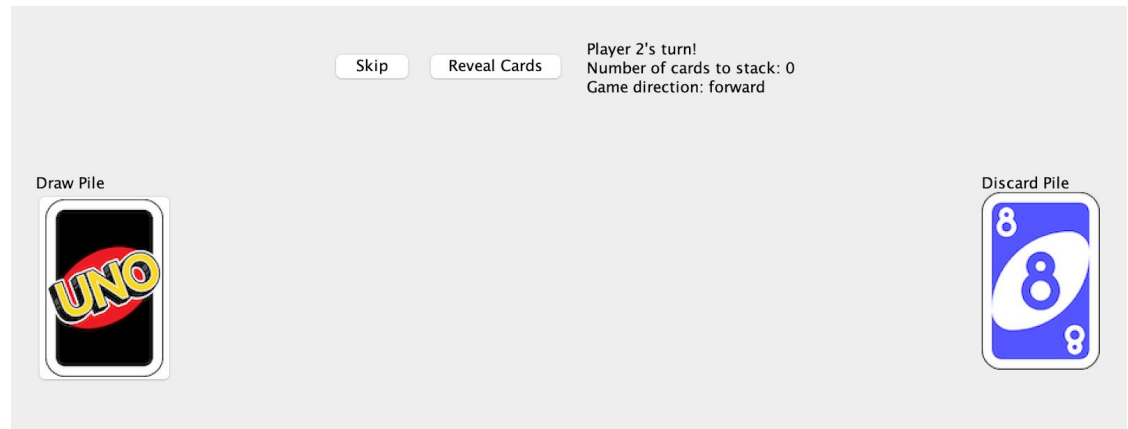 Skip
Reveal Cards
Player 2's turn!
Number of cards to stack: 0
Game direction: forward
Draw Pile
Discard Pile
UNO
8
8
8